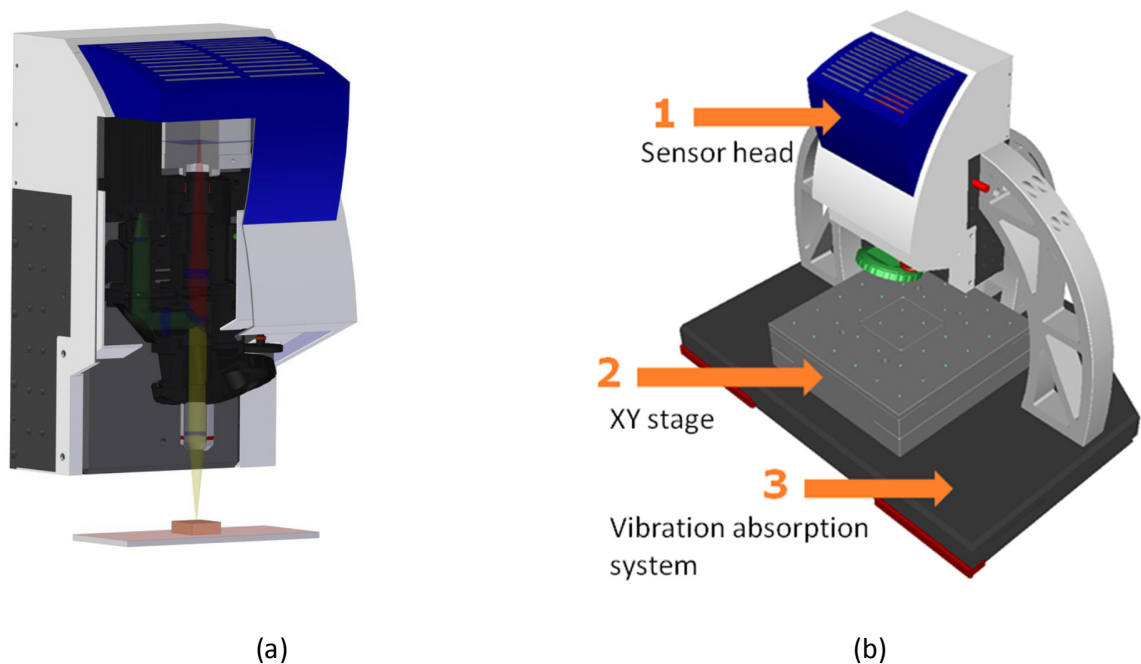 1
Sensor head
2
XY stage
3
Vibration absorption
system
(a)
(b)